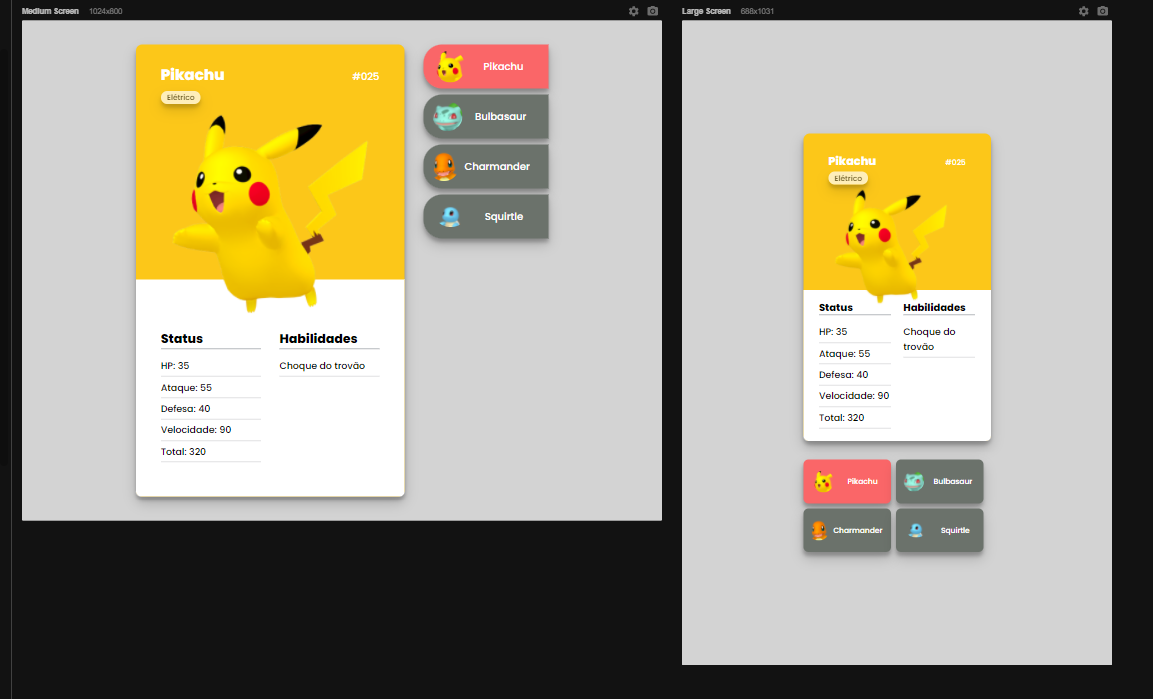 Medium Screen 1024x800
Pikachu #025
Elétrico
Status
HP: 35
Ataque: 55
Defesa: 40
Velocidade: 90
Total: 320
Habilidades
Choque do trovão
Pikachu
Bulbasaur
Charmander
Squirtle
Large Screen 688x1031
Pikachu #025
Elétrico
Status
HP: 35
Ataque: 55
Defesa: 40
Velocidade: 90
Total: 320
Habilidades
Choque do
trovão
Pikachu
Bulbasaur
Charmander
Squirtle